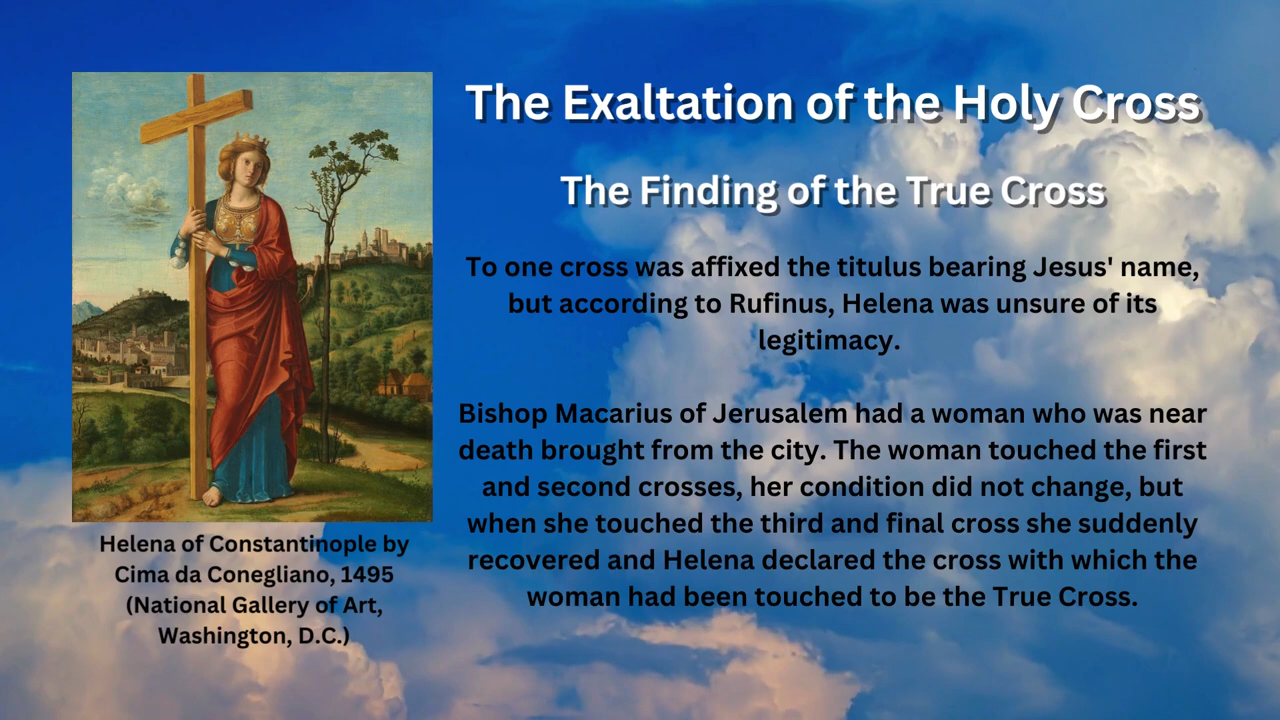 The Exaltation of the Holy Cross
The Finding of the True Cross
To one cross was affixed the titulus bearing Jesus' name,
but according to Rufinus, Helena was unsure of its
legitimacy.
Bishop Macarius of Jerusalem had a woman who was near
death brought from the city. The woman touched the first
and second crosses, her condition did not change, but
when she touched the third and final cross she suddenly
recovered and Helena declared the cross with which the
woman had been touched to be the True Cross.
Helena of Constantinople by
Cima da Conegliano, 1495
(National Gallery of Art,
Washington, D.C.)